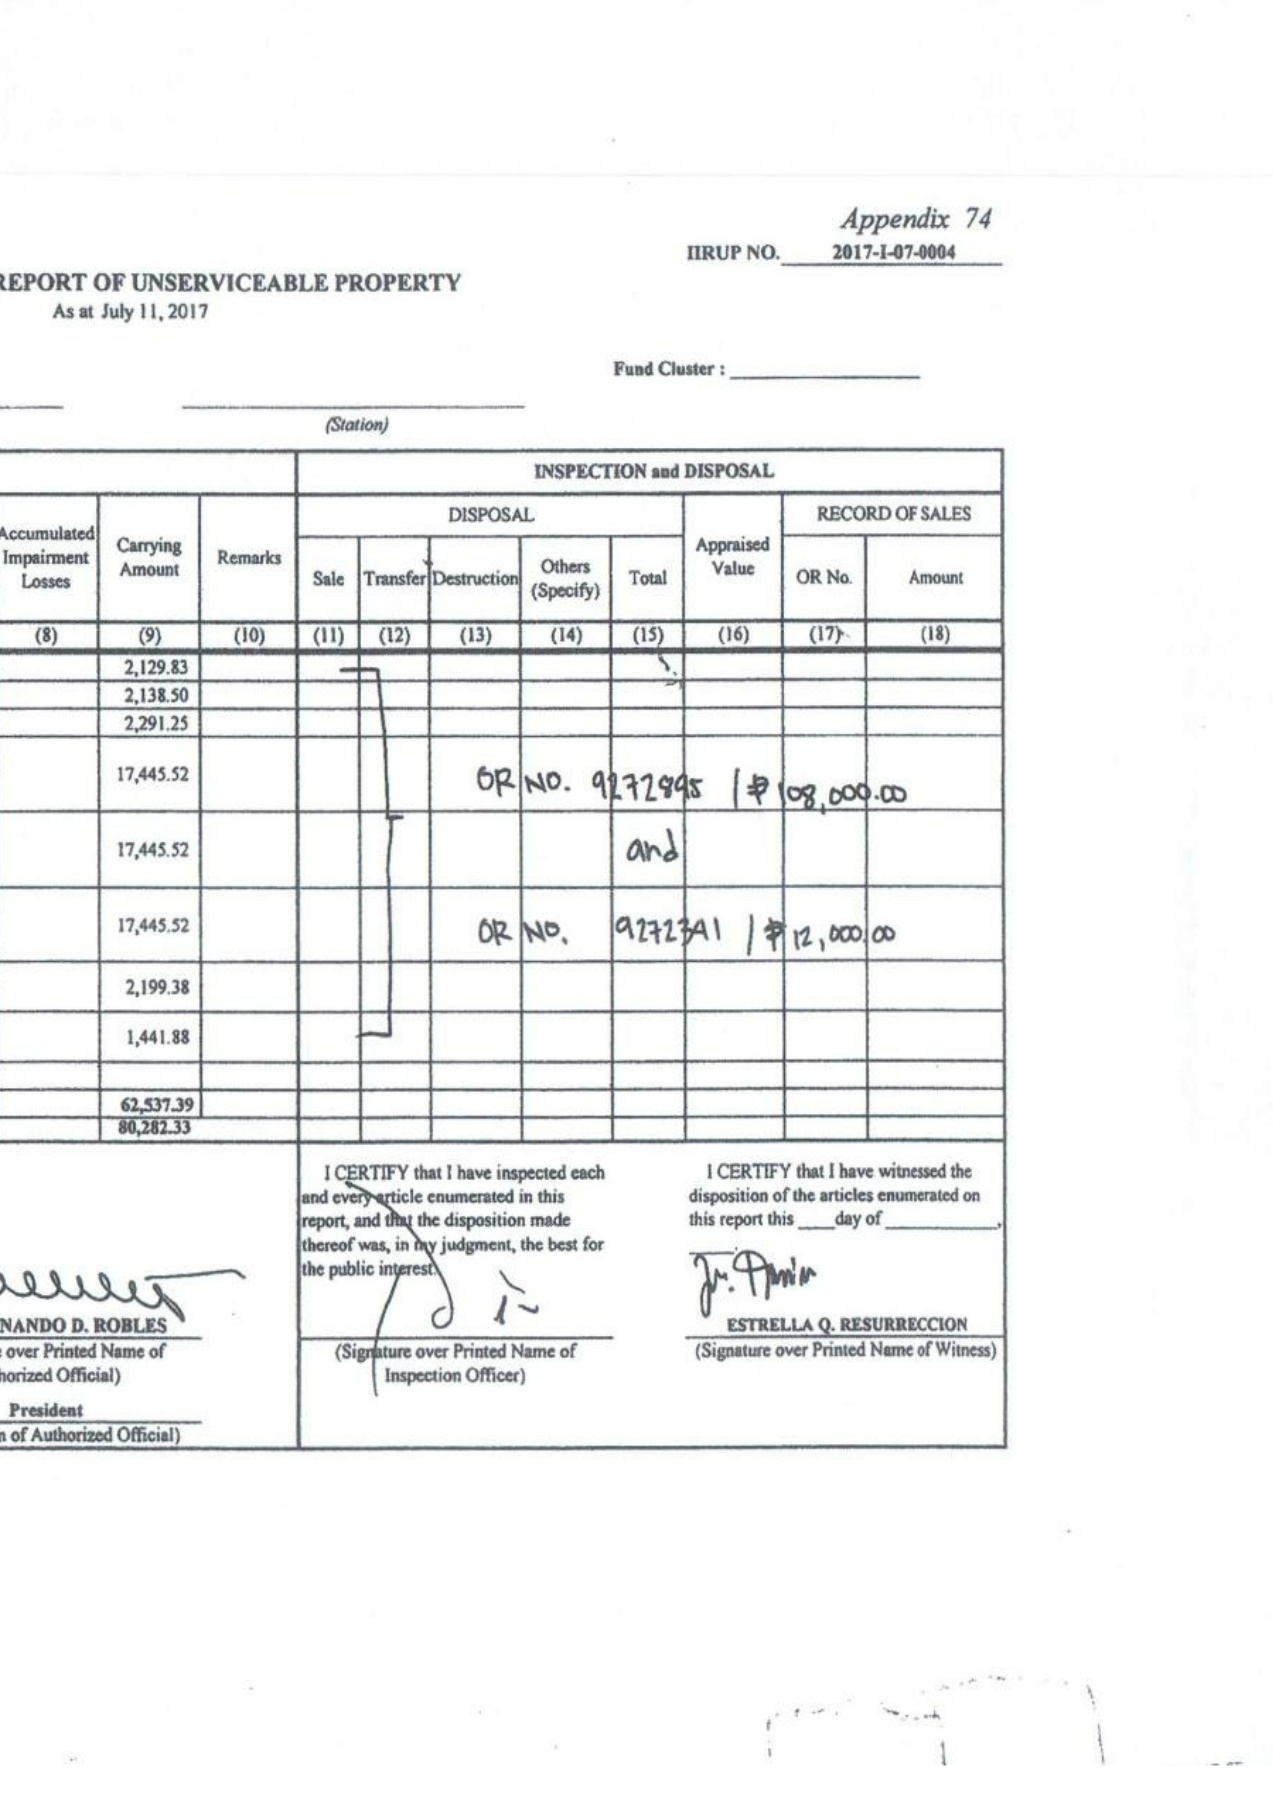 Appendix 74
IIRUP NO. 2017-I-07-0004
REPORT OF UNSERVICEABLE PROPERTY
As at July 11, 2017
Fund Cluster :
(Station)
INSPECTION and DISPOSAL
DISPOSAL
RECORD OF SALES
Accumulated Impairment Losses
Carrying Amount
Remarks
Sale
Transfer
Destruction
Others (Specify)
Total
Appraised Value
OR No.
Amount
(8) (9) (10) (11) (12) (13) (14) (15) (16) (17) (18)
2,129.83
2,138.50
2,291.25
17,445.52
OR NO. 9272895 / ₱108,000.00
17,445.52
and
17,445.52
OR NO. 9272341 / ₱12,000.00
2,199.38
1,441.88
62,537.39
80,282.33
I CERTIFY that I have inspected each
and every article enumerated in this
report, and that the disposition made
thereof was, in my judgment, the best for
the public interest.
I CERTIFY that I have witnessed the
disposition of the articles enumerated on
this report this ____day of ____________.
NANDO D. ROBLES
over Printed Name of
horized Official)
President
n of Authorized Official)
(Signature over Printed Name of
Inspection Officer)
ESTRELLA Q. RESURRECCION
(Signature over Printed Name of Witness)